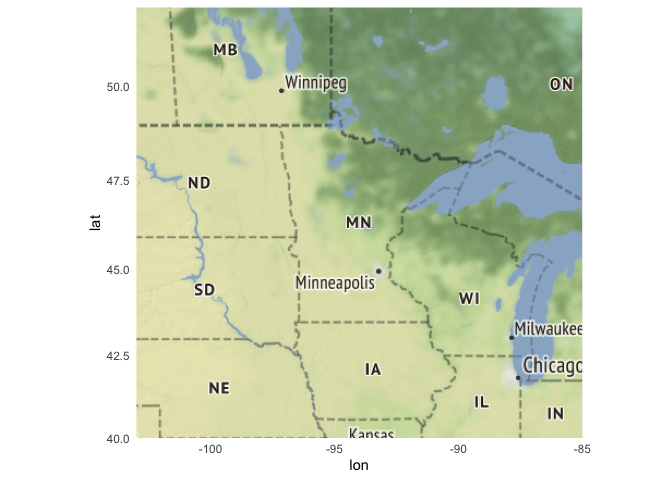 MB
50.0
Winnipeg
ON
47.5
ND
MN
lat
45.0
Minneapolis
SD
WI
Milwaukee
42.5
Chicago
IA
NE
IL
IN
Kansas
40.0
-100
-95
-90
-85
lon